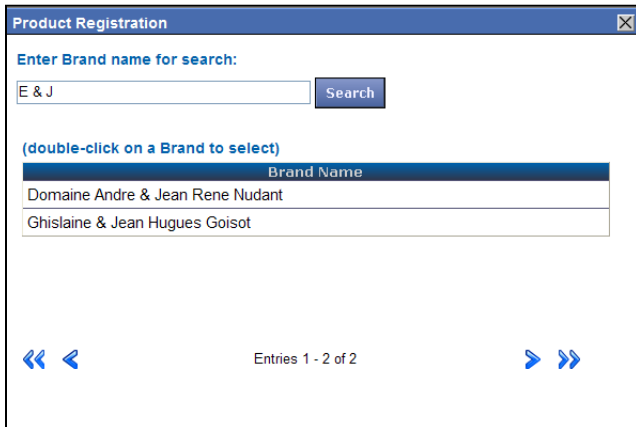 Product Registration
Enter Brand name for search:
E & J
Search
(double-click on a Brand to select)
Brand Name
Domaine Andre & Jean Rene Nudant
Ghislaine & Jean Hugues Goisot
Entries 1 - 2 of 2